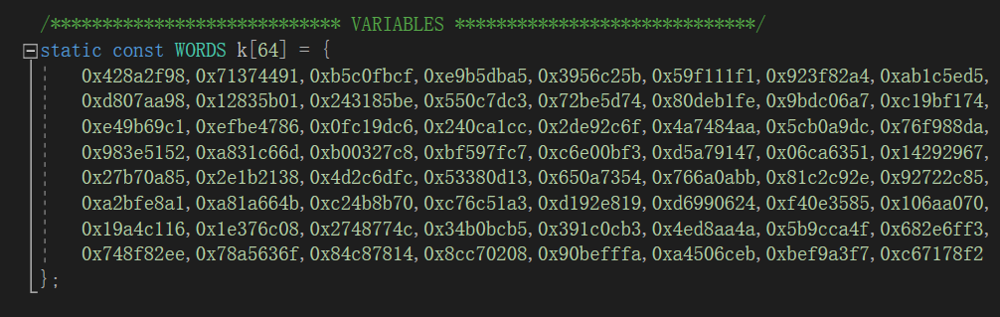 /**************************** VARIABLES *****************************/
static const WORDS k[64] = {
0x428a2f98,0x71374491,0xb5c0fbcf,0xe9b5dba5,0x3956c25b,0x59f111f1,0x923f82a4,0xab1c5ed5,
0xd807aa98,0x12835b01,0x243185be,0x550c7dc3,0x72be5d74,0x80deb1fe,0x9bdc06a7,0xc19bf174,
0xe49b69c1,0xefbe4786,0x0fc19dc6,0x240ca1cc,0x2de92c6f,0x4a7484aa,0x5cb0a9dc,0x76f988da,
0x983e5152,0xa831c66d,0xb00327c8,0xbf597fc7,0xc6e00bf3,0xd5a79147,0x06ca6351,0x14292967,
0x27b70a85,0x2e1b2138,0x4d2c6dfc,0x53380d13,0x650a7354,0x766a0abb,0x81c2c92e,0x92722c85,
0xa2bfe8a1,0xa81a664b,0xc24b8b70,0xc76c51a3,0xd192e819,0xd6990624,0xf40e3585,0x106aa070,
0x19a4c116,0x1e376c08,0x2748774c,0x34b0bcb5,0x391c0cb3,0x4ed8aa4a,0x5b9cca4f,0x682e6ff3,
0x748f82ee,0x78a5636f,0x84c87814,0x8cc70208,0x90befffa,0xa4506ceb,0xbef9a3f7,0xc67178f2
};